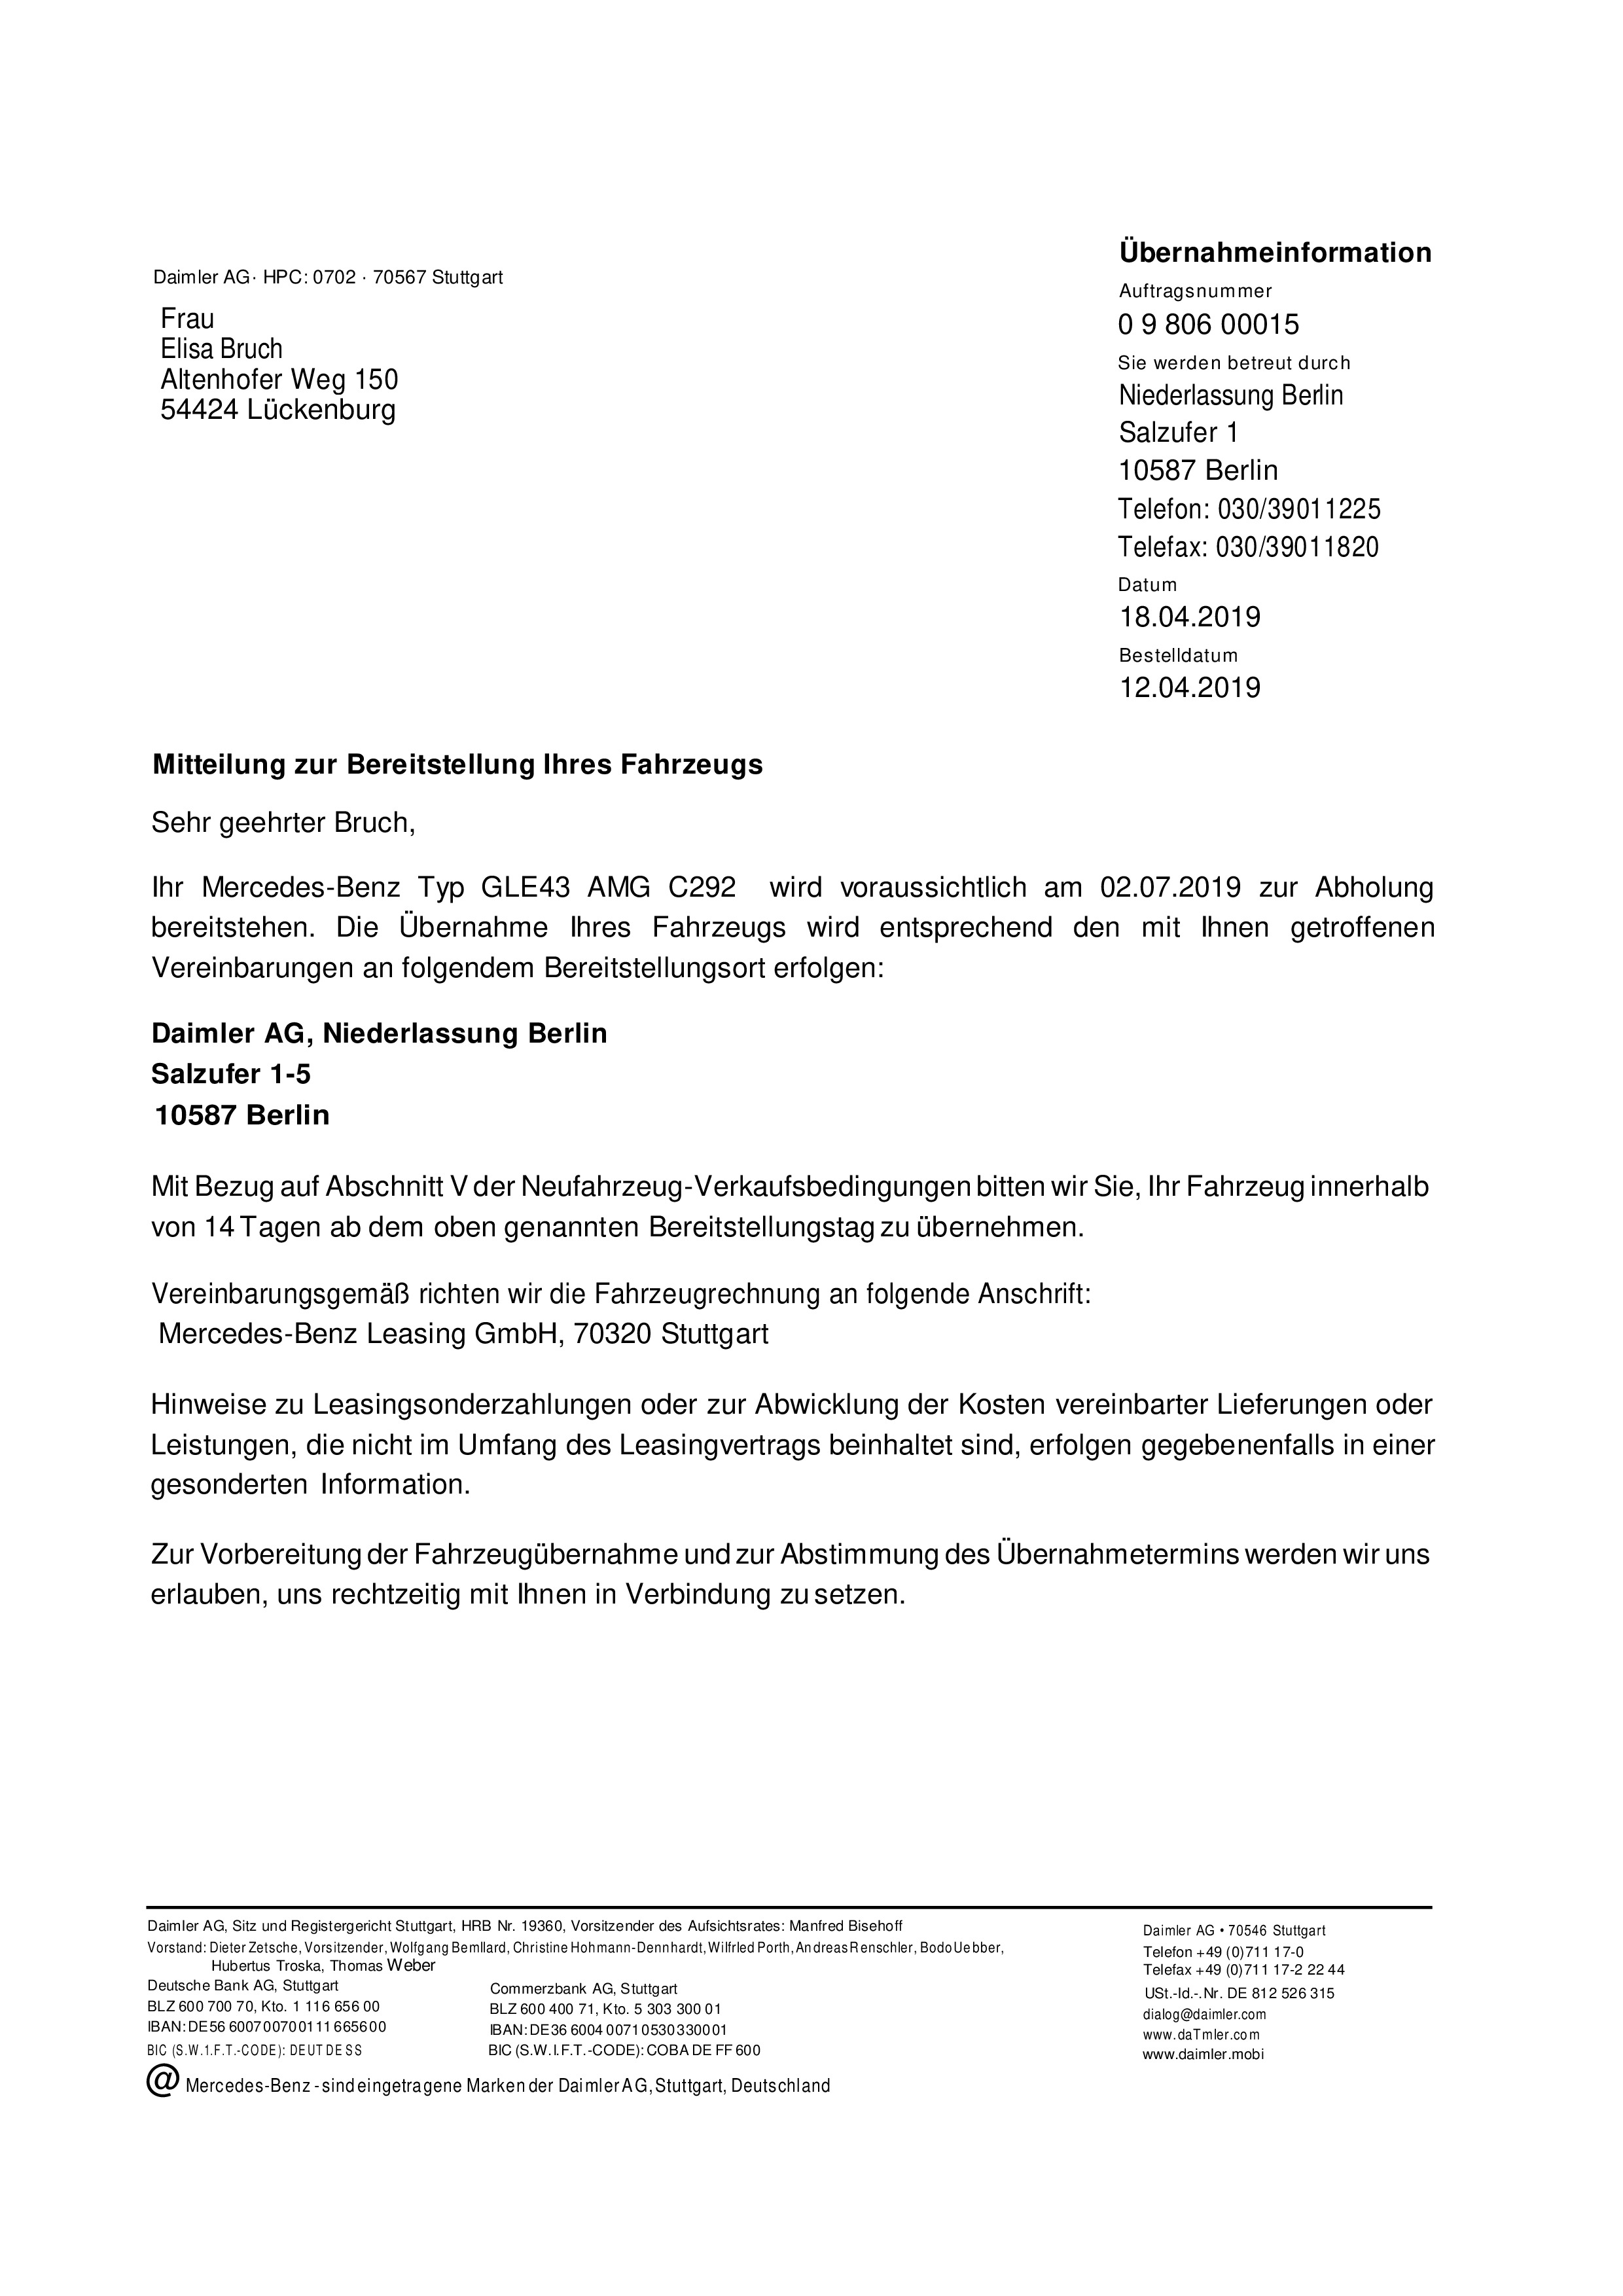 Übernahmeinformation
Daimler AG· HPC: 0702 · 70567 Stuttgart
Frau
Elisa Bruch
Altenhofer Weg 150
54424 Lückenburg
Auftragsnummer
0 9 806 00015
Sie werden betreut durch
Niederlassung Berlin
Salzufer 1
10587 Berlin
Telefon: 030/39011225
Telefax: 030/39011820
Datum
18.04.2019
Bestelldatum
12.04.2019
Mitteilung zur Bereitstellung Ihres Fahrzeugs
Sehr geehrter Bruch,
Ihr Mercedes-Benz Typ GLE43 AMG C292 wird voraussichtlich am 02.07.2019 zur Abholung
bereitstehen. Die Übernahme Ihres Fahrzeugs wird entsprechend den mit Ihnen getroffenen
Vereinbarungen an folgendem Bereitstellungsort erfolgen:
Daimler AG, Niederlassung Berlin
Salzufer 1-5
10587 Berlin
Mit Bezug auf Abschnitt V der Neufahrzeug-Verkaufsbedingungen bitten wir Sie, Ihr Fahrzeug innerhalb
von 14 Tagen ab dem oben genannten Bereitstellungstag zu übernehmen.
Vereinbarungsgemäß richten wir die Fahrzeugrechnung an folgende Anschrift:
Mercedes-Benz Leasing GmbH, 70320 Stuttgart
Hinweise zu Leasingsonderzahlungen oder zur Abwicklung der Kosten vereinbarter Lieferungen oder
Leistungen, die nicht im Umfang des Leasingvertrags beinhaltet sind, erfolgen gegebenenfalls in einer
gesonderten Information.
Zur Vorbereitung der Fahrzeugübernahme und zur Abstimmung des Übernahmetermins werden wir uns
erlauben, uns rechtzeitig mit Ihnen in Verbindung zu setzen.
Daimler AG, Sitz und Registergericht Stuttgart, HRB Nr. 19360, Vorsitzender des Aufsichtsrates: Manfred Bisehoff
Vorstand: Dieter Zetsche, Vorsitzender, Wolfgang Bemllard, Christine Hohmann-Dennhardt, Wilfrled Porth, Andreas Renschler, Bodo Uebber,
Hubertus Troska, Thomas Weber
Deutsche Bank AG, Stuttgart
BLZ 600 700 70, Kto. 1 116 656 00
IBAN: DE56 6007 0070 0111 6656 00
BIC (S.W.1.F.T.-CODE): DEUT DE SS
Commerzbank AG, Stuttgart
BLZ 600 400 71, Kto. 5 303 300 01
IBAN: DE36 6004 0071 0530 3300 01
BIC (S.W.I.F.T.-CODE): COBA DE FF 600
@ Mercedes-Benz - sind eingetragene Marken der Daimler AG, Stuttgart, Deutschland
Daimler AG • 70546 Stuttgart
Telefon +49 (0)711 17-0
Telefax +49 (0)711 17-2 22 44
USt.-Id.-.Nr. DE 812 526 315
dialog@daimler.com
www.daTmler.com
www.daimler.mobi